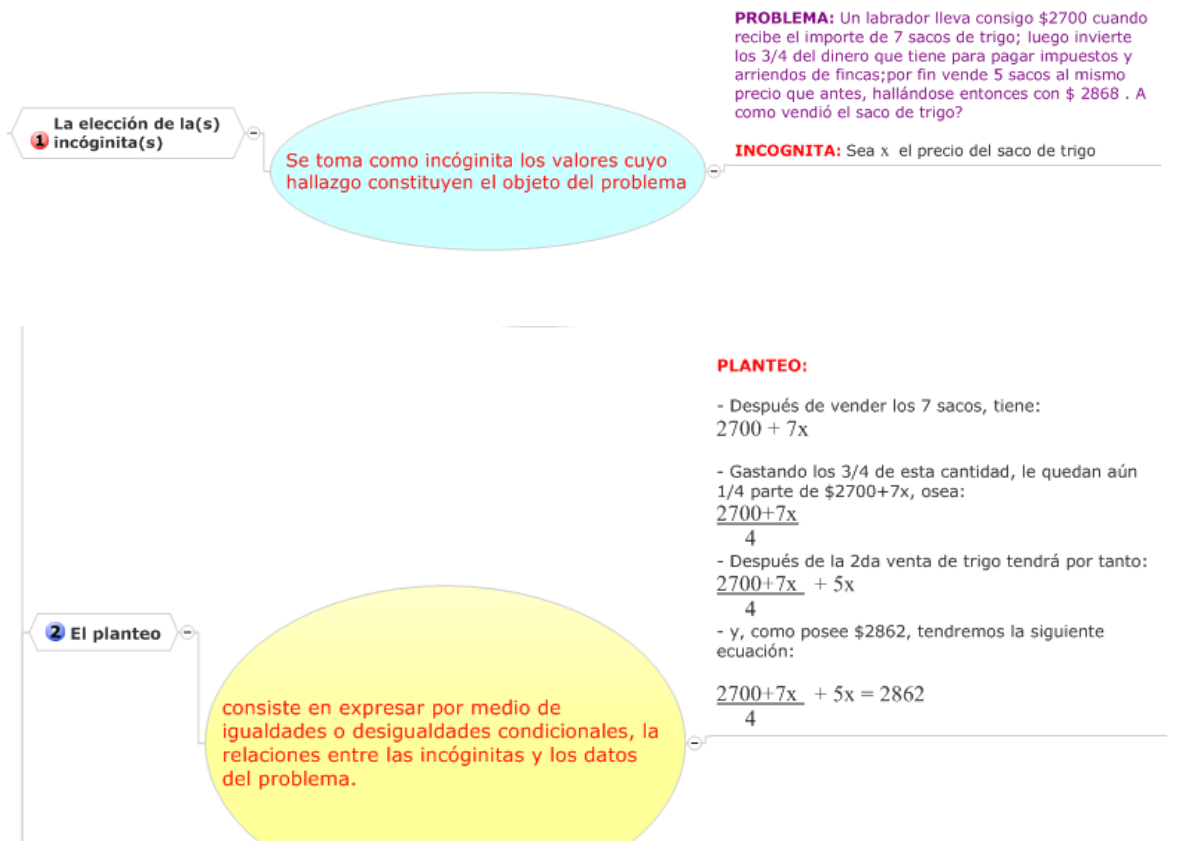 PROBLEMA: Un labrador lleva consigo $2700 cuando
recibe el importe de 7 sacos de trigo; luego invierte
los 3/4 del dinero que tiene para pagar impuestos y
arriendos de fincas;por fin vende 5 sacos al mismo
precio que antes, hallándose entonces con $ 2868 . A
como vendió el saco de trigo?
INCOGNITA: Sea x el precio del saco de trigo
1 La elección de la(s)
incóginita(s)
Se toma como incóginita los valores cuyo
hallazgo constituyen el objeto del problema
PLANTEO:
- Después de vender los 7 sacos, tiene:
2700 + 7x
- Gastando los 3/4 de esta cantidad, le quedan aún
1/4 parte de $2700+7x, osea:
2700+7x
4
- Después de la 2da venta de trigo tendrá por tanto:
2700+7x + 5x
4
- y, como posee $2862, tendremos la siguiente
ecuación:
2700+7x + 5x = 2862
4
2 El planteo
consiste en expresar por medio de
igualdades o desigualdades condicionales, la
relaciones entre las incóginitas y los datos
del problema.